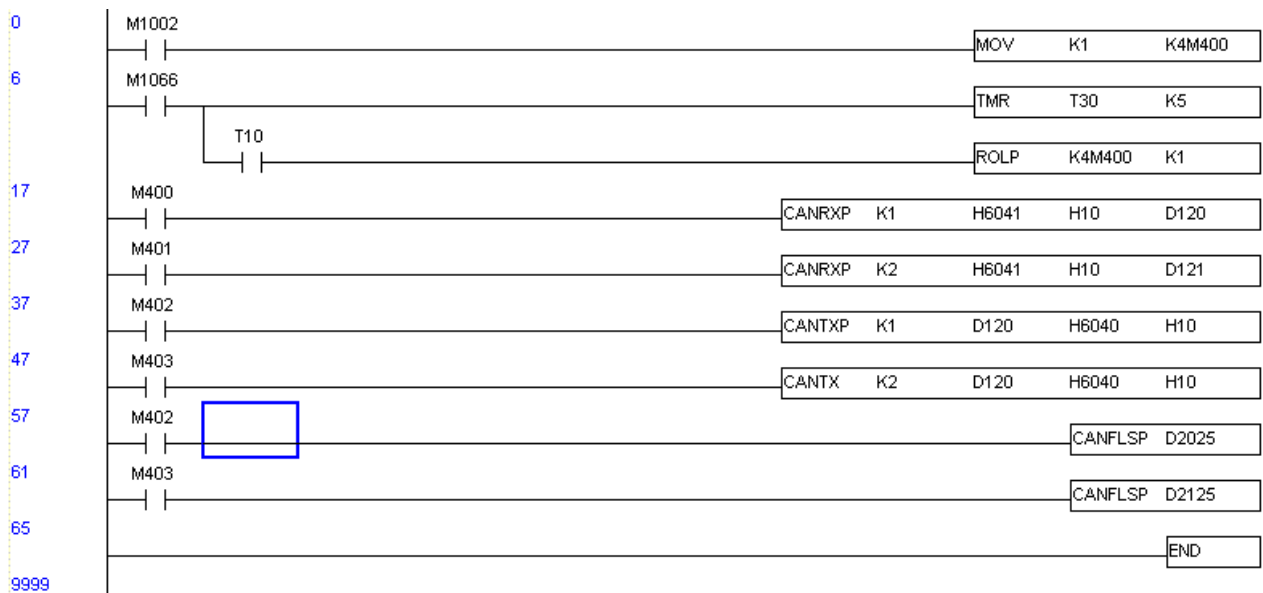 0 M1002 MOV K1 K4M400
6 M1066 TMR T30 K5
T10 ROLP K4M400 K1
17 M400 CANRXP K1 H6041 H10 D120
27 M401 CANRXP K2 H6041 H10 D121
37 M402 CANTXP K1 D120 H6040 H10
47 M403 CANTX K2 D120 H6040 H10
57 M402 CANFLSP D2025
61 M403 CANFLSP D2125
65 END
9999